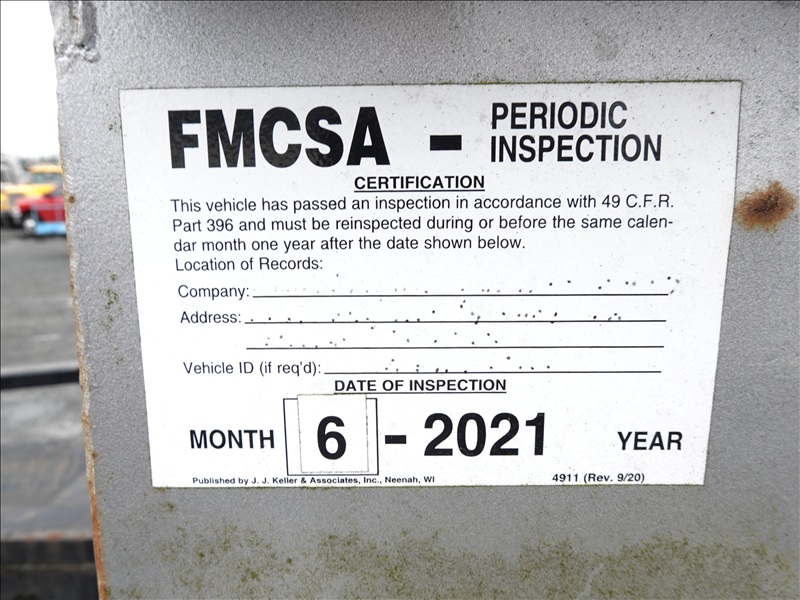 FMCSA - PERIODIC INSPECTION
CERTIFICATION
This vehicle has passed an inspection in accordance with 49 C.F.R.
Part 396 and must be reinspected during or before the same calen-
dar month one year after the date shown below.
Location of Records:
Company:
Address:
Vehicle ID (if req'd):
DATE OF INSPECTION
MONTH 6 - 2021 YEAR
Published by J. J. Keller & Associates, Inc., Neenah, WI 4911 (Rev. 9/20)